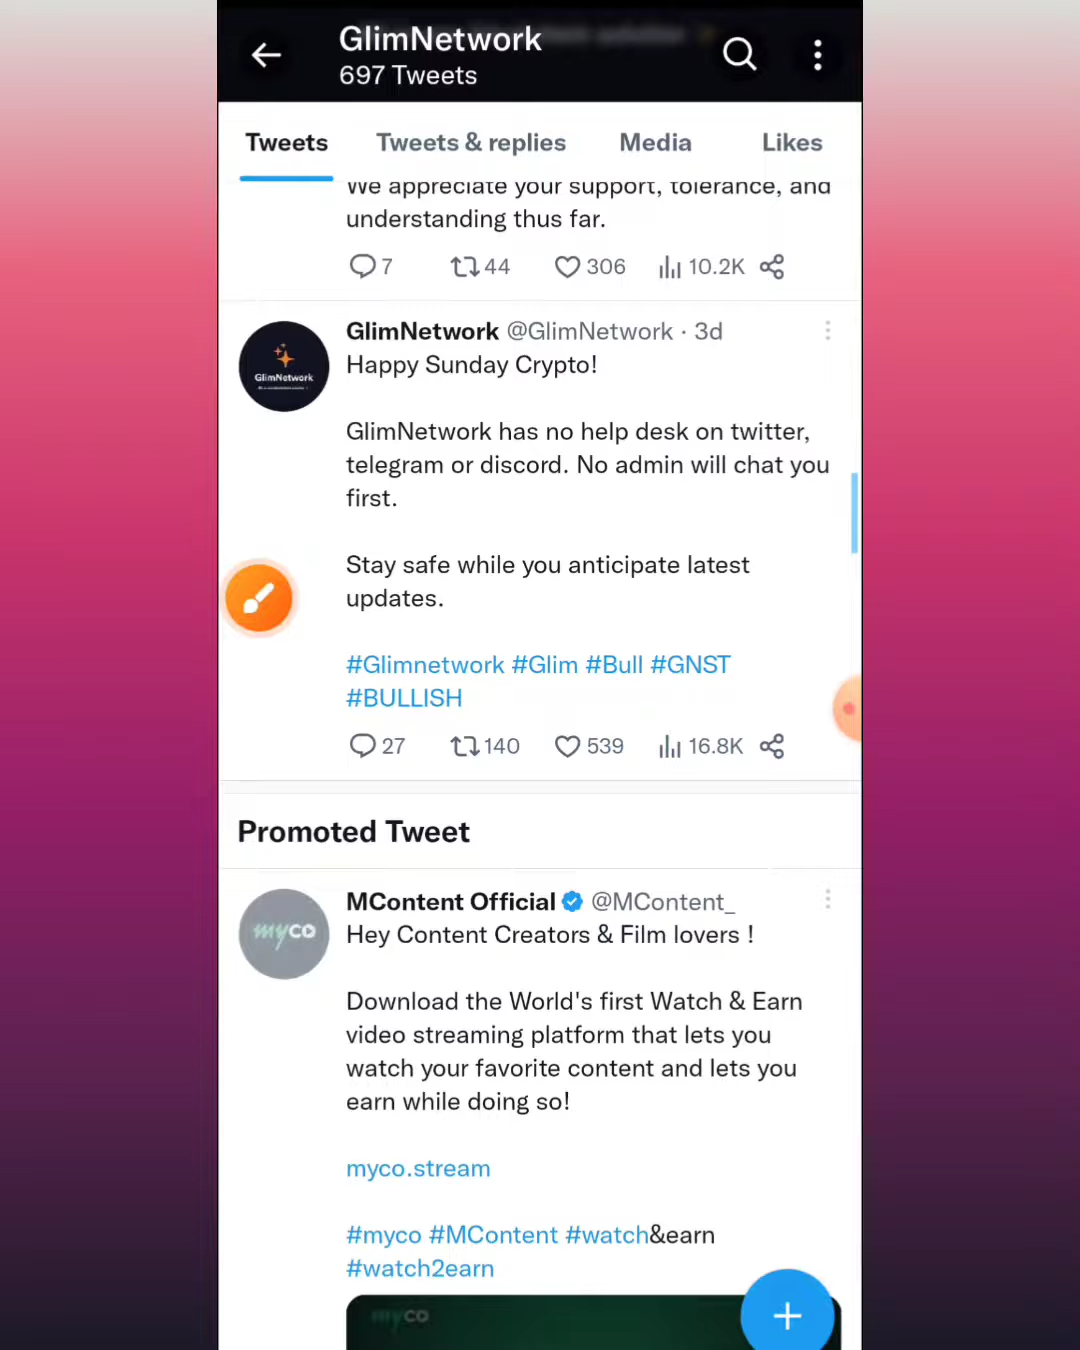 GlimNetwork
697 Tweets
Tweets Tweets & replies Media Likes
We appreciate your support, tolerance, and
understanding thus far.
7 44 306 10.2K
GlimNetwork @GlimNetwork · 3d
Happy Sunday Crypto!
GlimNetwork
GlimNetwork has no help desk on twitter,
telegram or discord. No admin will chat you
first.
Stay safe while you anticipate latest
updates.
#Glimnetwork #Glim #Bull #GNST
#BULLISH
27 140 539 16.8K
Promoted Tweet
MContent Official @MContent_
myco
Hey Content Creators & Film lovers !
Download the World's first Watch & Earn
video streaming platform that lets you
watch your favorite content and lets you
earn while doing so!
myco.stream
#myco #MContent #watch&earn
#watch2earn
myco